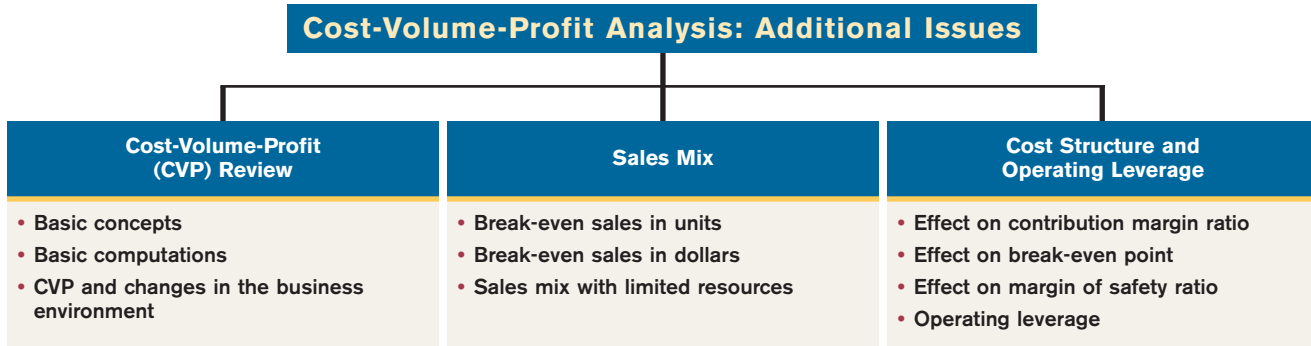 Cost-Volume-Profit Analysis: Additional Issues
Cost-Volume-Profit
(CVP) Review
• Basic concepts
• Basic computations
• CVP and changes in the business
environment
Sales Mix
• Break-even sales in units
• Break-even sales in dollars
• Sales mix with limited resources
Cost Structure and
Operating Leverage
• Effect on contribution margin ratio
• Effect on break-even point
• Effect on margin of safety ratio
• Operating leverage